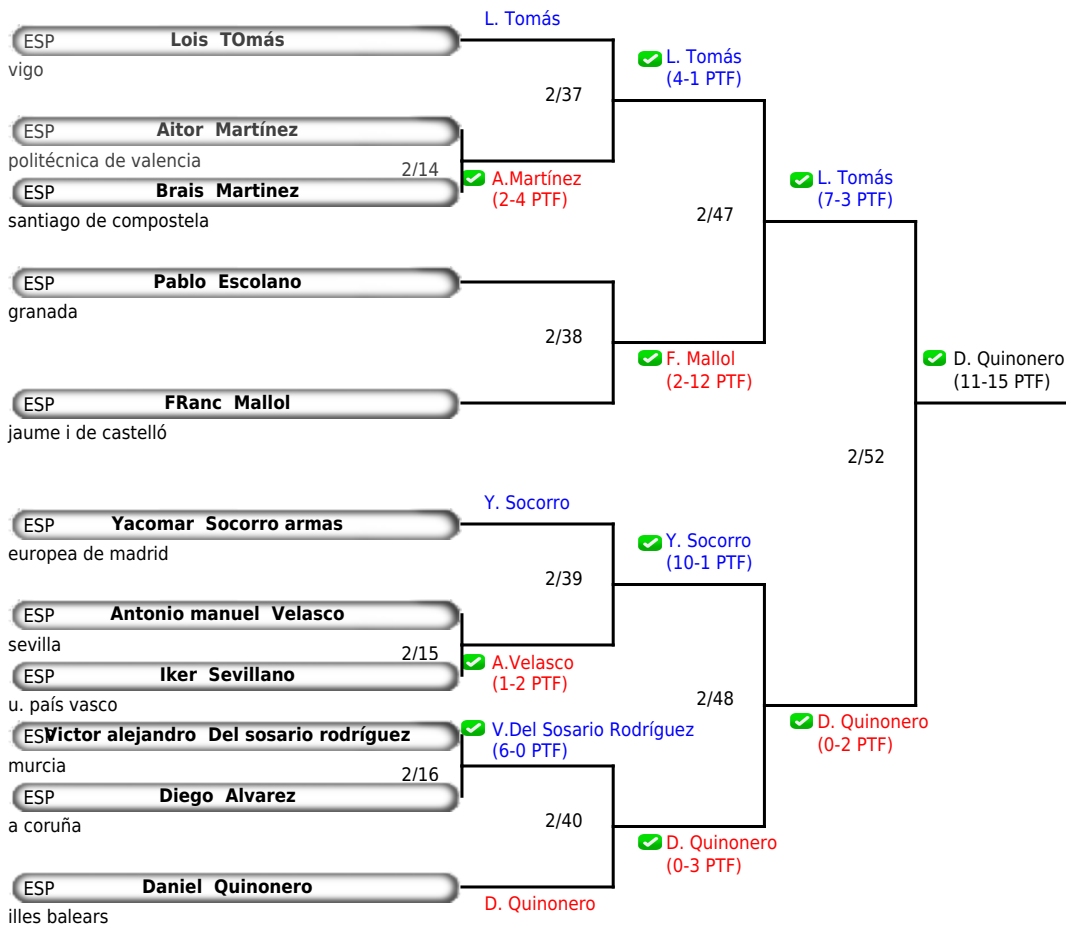 L. Tomás
ESP Lois TOmás
vigo
L. Tomás
(4-1 PTF)
2/37
ESP Aitor Martínez
politécnica de valencia
2/14
A.Martínez
(2-4 PTF)
ESP Brais Martinez
santiago de compostela
L. Tomás
(7-3 PTF)
2/47
ESP Pablo Escolano
granada
2/38
F. Mallol
(2-12 PTF)
D. Quinonero
(11-15 PTF)
ESP FRanc Mallol
jaume i de castelló
2/52
Y. Socorro
ESP Yacomar Socorro armas
europea de madrid
Y. Socorro
(10-1 PTF)
2/39
ESP Antonio manuel Velasco
sevilla
2/15
A.Velasco
(1-2 PTF)
ESP Iker Sevillano
u. país vasco
2/48
ESP Victor alejandro Del sosario rodríguez
murcia
V.Del Sosario Rodríguez
(6-0 PTF)
D. Quinonero
(0-2 PTF)
2/16
ESP Diego Alvarez
a coruña
2/40
D. Quinonero
(0-3 PTF)
ESP Daniel Quinonero
illes balears
D. Quinonero